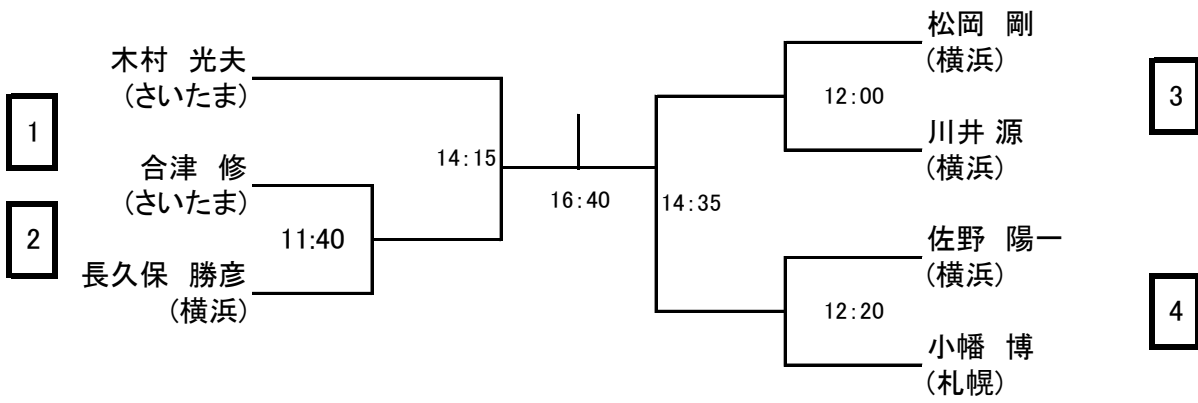 木村　光夫
(さいたま)
1
合津　修
(さいたま)
2
11:40
長久保　勝彦
(横浜)
14:15
16:40
14:35
松岡　剛
(横浜)
12:00
川井 源
(横浜)
3
佐野　陽一
(横浜)
12:20
小幡　博
(札幌)
4